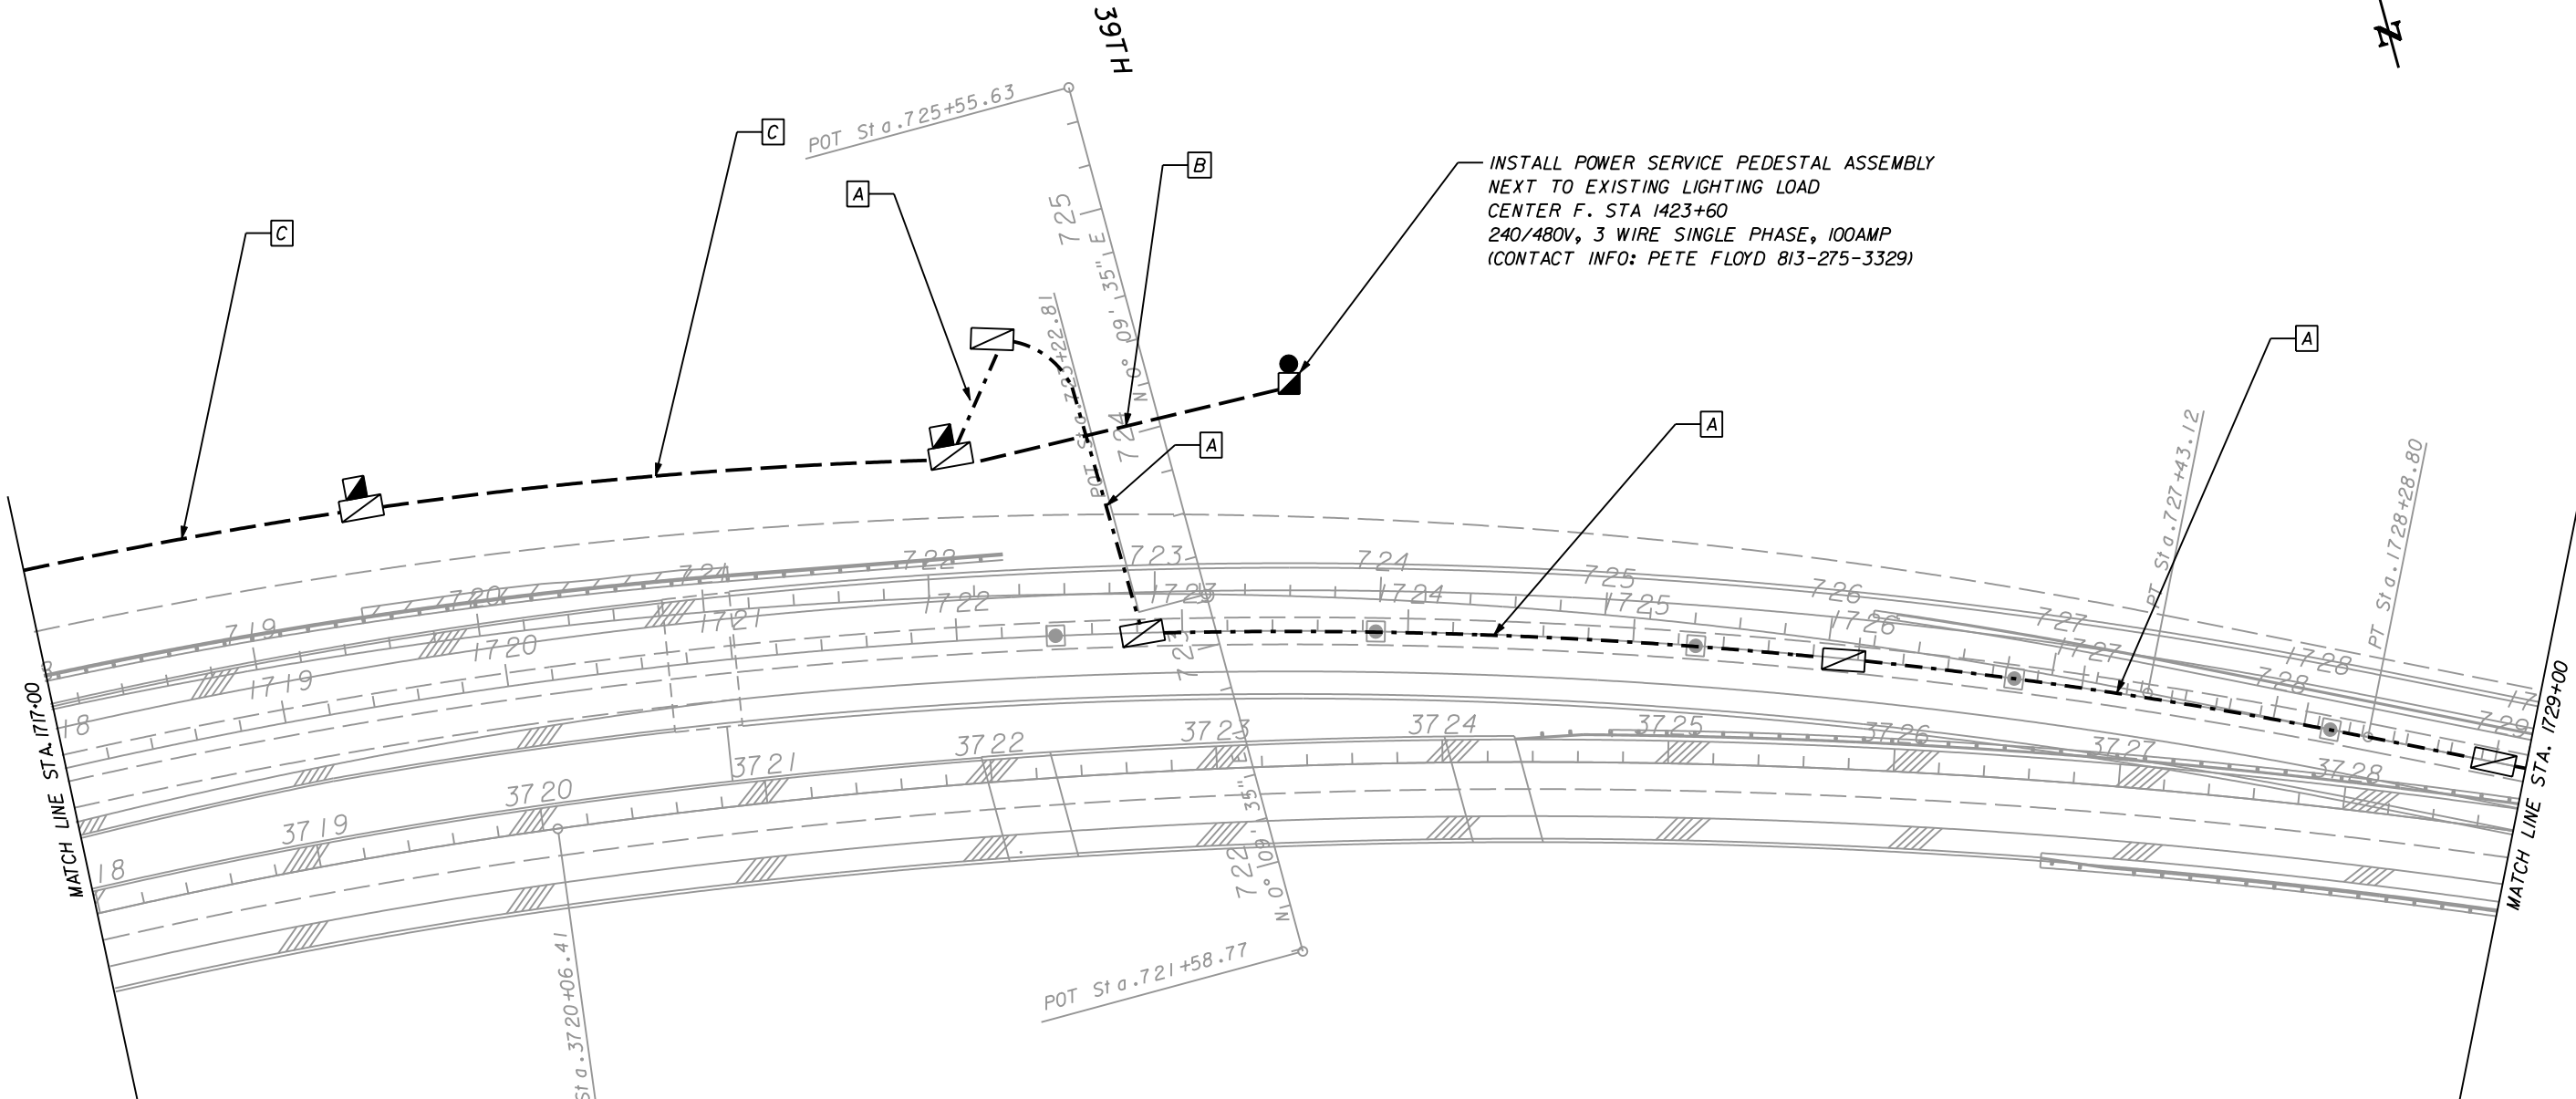 39TH
N
POT Sta.725+55.63
C
B
A
C
INSTALL POWER SERVICE PEDESTAL ASSEMBLY
NEXT TO EXISTING LIGHTING LOAD
CENTER F. STA 1423+60
240/480V, 3 WIRE SINGLE PHASE, 100AMP
(CONTACT INFO: PETE FLOYD 813-275-3329)
725
N 0° 09' 35" E
POT Sta.723+22.81
724
A
A
A
PT Sta.727+43.12
PT Sta.1728+28.80
719
720
721
722
723
724
725
726
727
728
729
18
1719
1720
1721
1722
1723
1724
1725
1726
1727
1728
17
723
18
3719
3720
3721
3722
3723
3724
3725
3726
3727
3728
722
N 0° 09' 35" E
MATCH LINE STA. 1717+00
MATCH LINE STA. 1729+00
Sta.3720+06.41
POT Sta.721+58.77